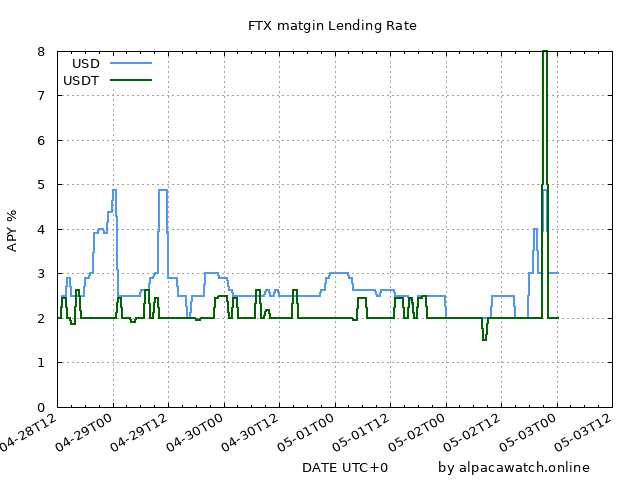 FTX matgin Lending Rate
USD
USDT
8
7
6
5
4
3
2
1
0
APY %
04-28T12
04-29T00
04-29T12
04-30T00
04-30T12
05-01T00
05-01T12
05-02T00
05-02T12
05-03T00
05-03T12
DATE UTC+0
by alpacawatch.online